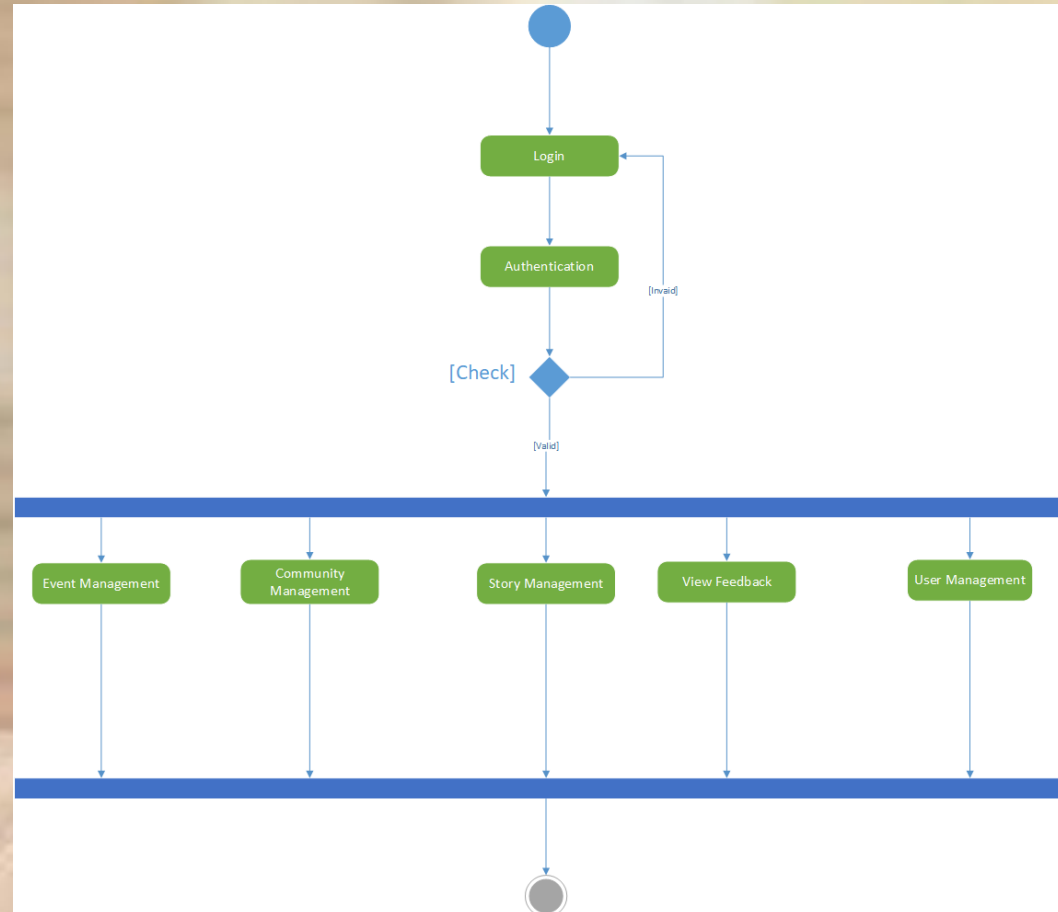 Login
Authentication
[Invaid]
[Check]
[Valid]
Event Management
Community
Management
Story Management
View Feedback
User Management